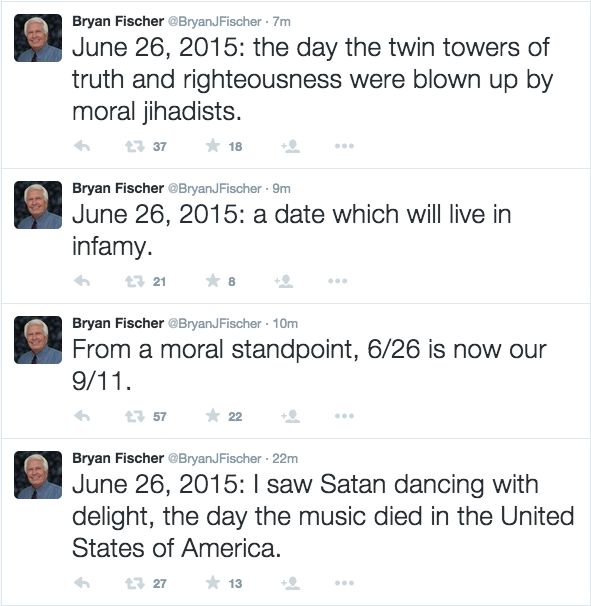 Bryan Fischer @BryanJFischer · 7m
June 26, 2015: the day the twin towers of
truth and righteousness were blown up by
moral jihadists.
37 18
Bryan Fischer @BryanJFischer · 9m
June 26, 2015: a date which will live in
infamy.
21 8
Bryan Fischer @BryanJFischer · 10m
From a moral standpoint, 6/26 is now our
9/11.
57 22
Bryan Fischer @BryanJFischer · 22m
June 26, 2015: I saw Satan dancing with
delight, the day the music died in the United
States of America.
27 13